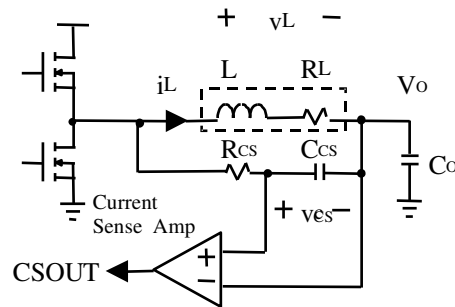 + vL −
iL L RL VO
RCS CCS CO
+ vcs −
Current
Sense Amp
+
−
CSOUT